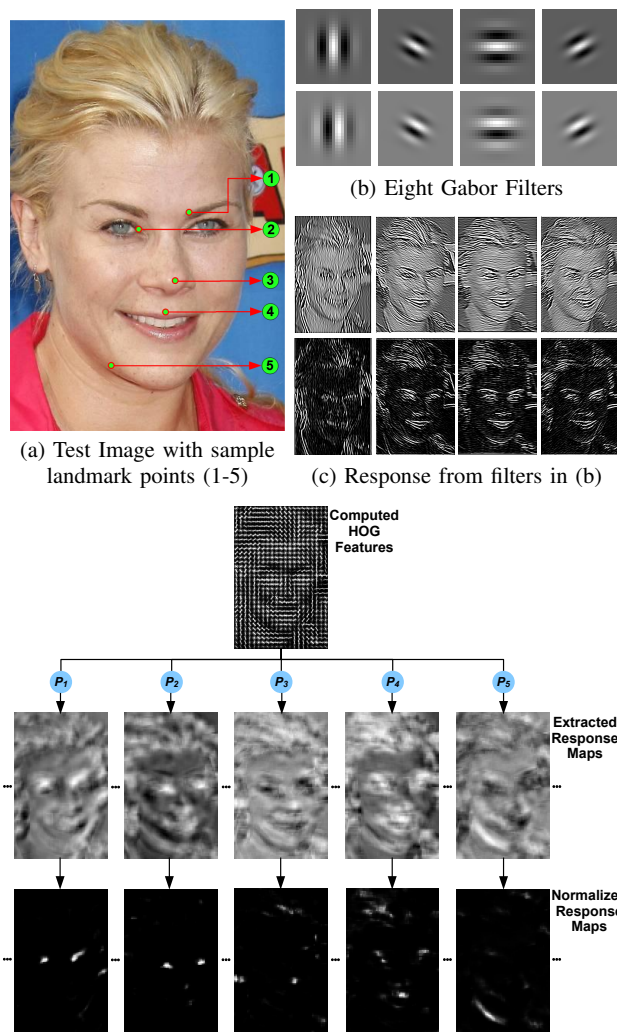 1
2
3
4
5
(a) Test Image with sample
landmark points (1-5)
(b) Eight Gabor Filters
(c) Response from filters in (b)
Computed
HOG
Features
P1
P2
P3
P4
P5
Extracted
Response
Maps
... ... ... ... ... ...
Normalized
Response
Maps
... ... ... ... ... ...